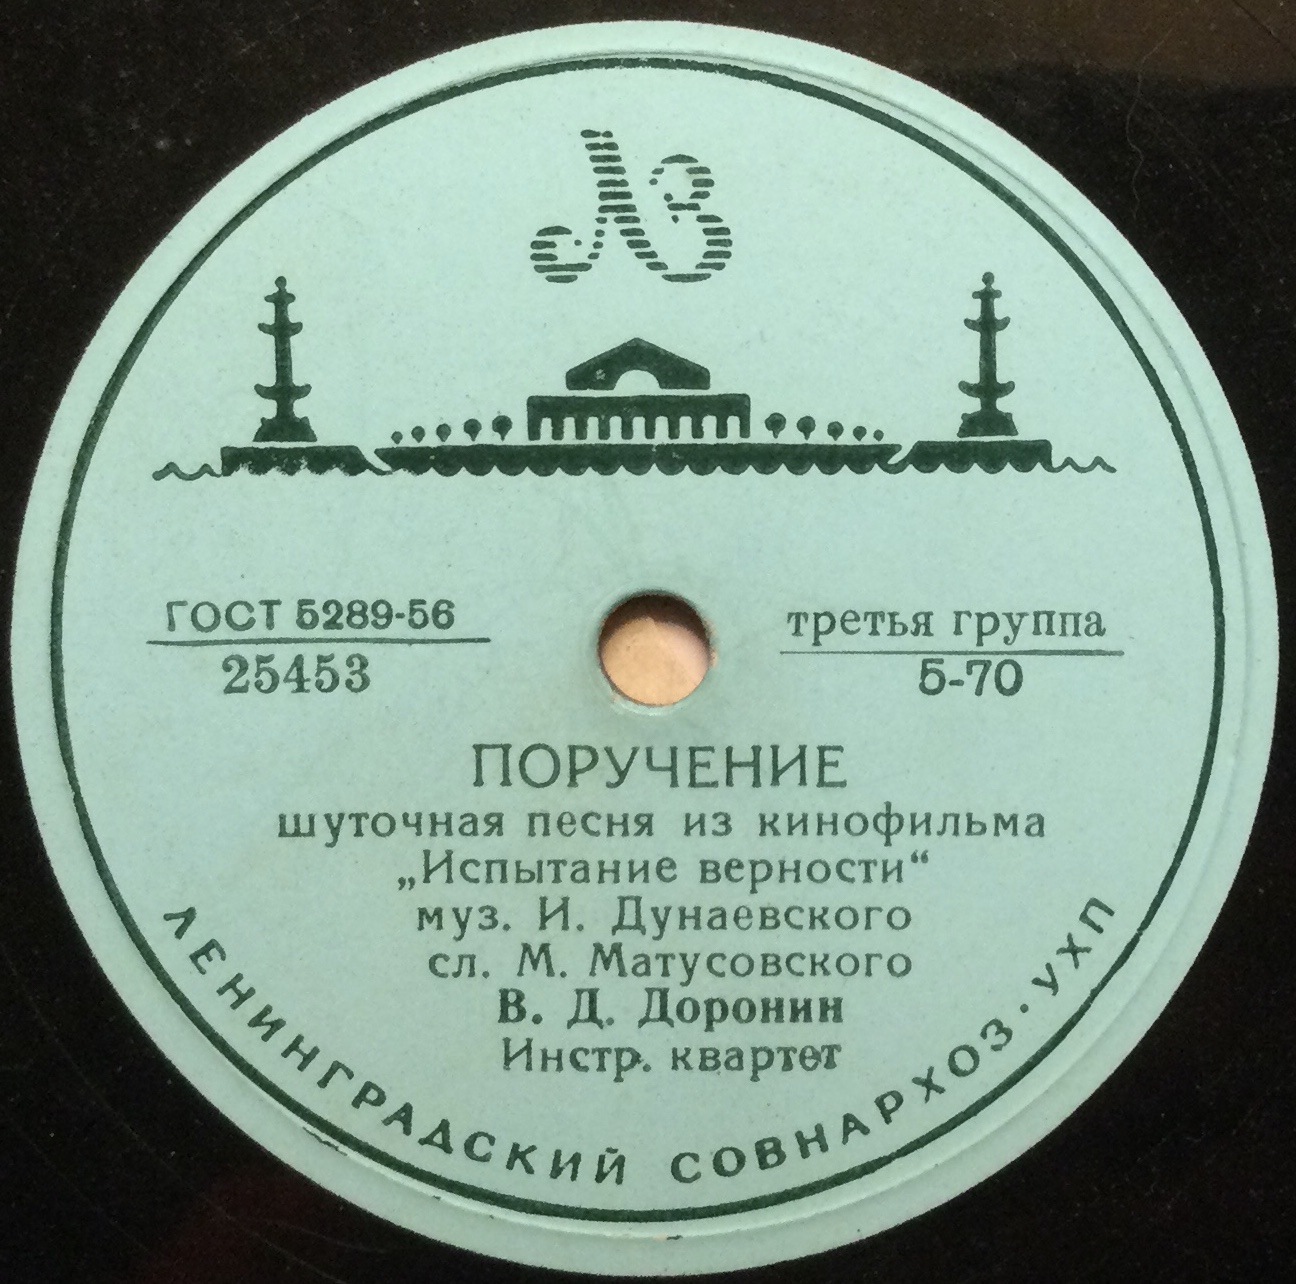 ЛЗ
ГОСТ 5289-56
25453
третья группа
5-70
ПОРУЧЕНИЕ
шуточная песня из кинофильма
„Испытание верности“
муз. И. Дунаевского
сл. М. Матусовского
В. Д. Доронин
Инстр. квартет
ЛЕНИНГРАДСКИЙ СОВНАРХОЗ · УХП